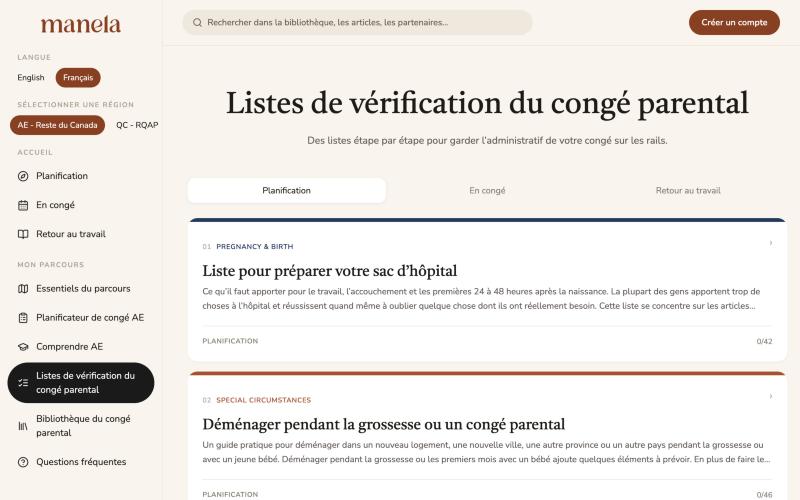 manela
LANGUE
English
Français
SÉLECTIONNER UNE RÉGION
AE - Reste du Canada
QC - RQAP
ACCUEIL
Planification
En congé
Retour au travail
MON PARCOURS
Essentiels du parcours
Planificateur de congé AE
Comprendre AE
Listes de vérification du
congé parental
Bibliothèque du congé
parental
Questions fréquentes
Rechercher dans la bibliothèque, les articles, les partenaires...
Créer un compte
Listes de vérification du congé parental
Des listes étape par étape pour garder l'administratif de votre congé sur les rails.
Planification
En congé
Retour au travail
01 PREGNANCY & BIRTH
Liste pour préparer votre sac d'hôpital
Ce qu'il faut apporter pour le travail, l'accouchement et les premières 24 à 48 heures après la naissance. La plupart des gens apportent trop de
choses à l'hôpital et réussissent quand même à oublier quelque chose dont ils ont réellement besoin. Cette liste se concentre sur les articles...
PLANIFICATION
0/42
02 SPECIAL CIRCUMSTANCES
Déménager pendant la grossesse ou un congé parental
Un guide pratique pour déménager dans un nouveau logement, une nouvelle ville, une autre province ou un autre pays pendant la grossesse ou
avec un jeune bébé. Déménager pendant la grossesse ou les premiers mois avec un bébé ajoute quelques éléments à prévoir. En plus de faire le...
PLANIFICATION
0/46